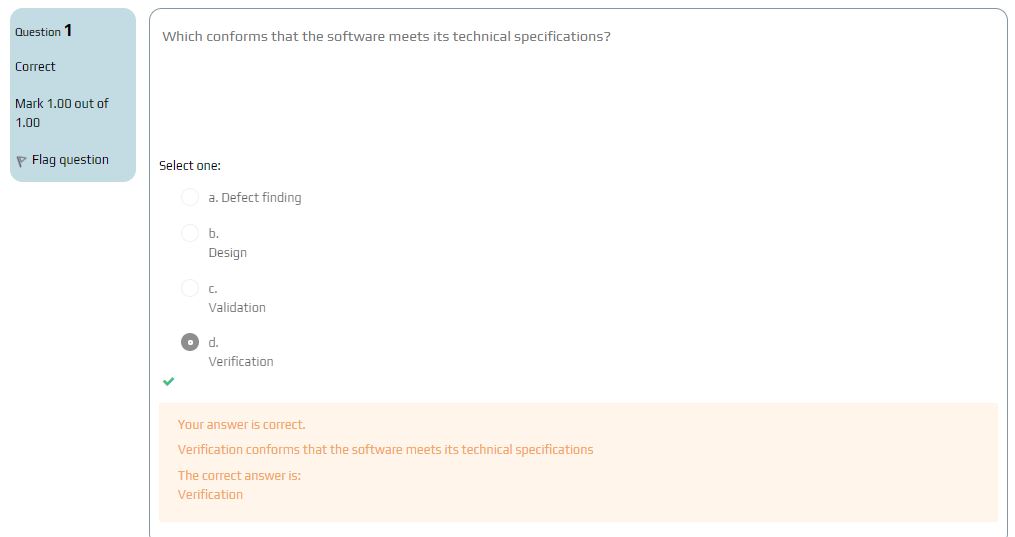 Question 1
Correct
Mark 1.00 out of
1.00
Flag question
Which conforms that the software meets its technical specifications?
Select one:
a. Defect finding
b.
Design
c.
Validation
d.
Verification
Your answer is correct.
Verification conforms that the software meets its technical specifications
The correct answer is:
Verification